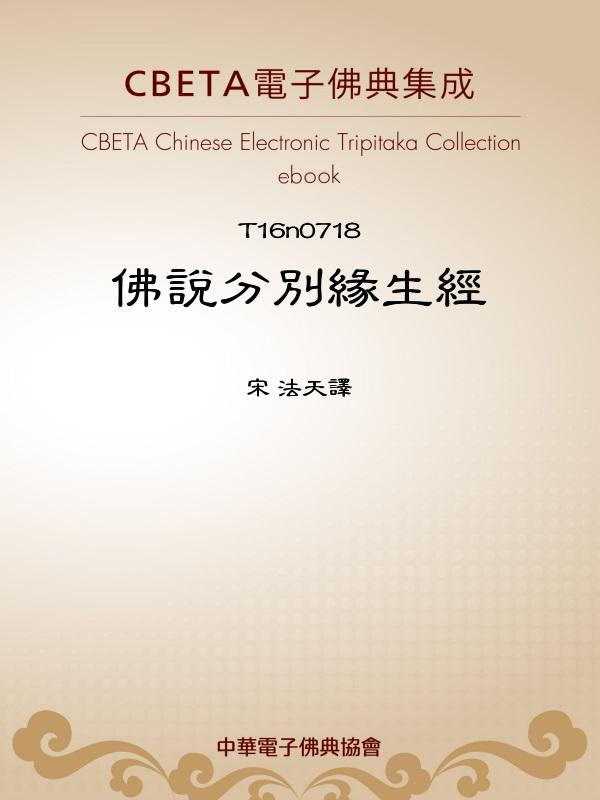 CBETA電子佛典集成
CBETA Chinese Electronic Tripitaka Collection
ebook
T16n0718
佛說分別緣生經
宋 法天譯
中華電子佛典協會